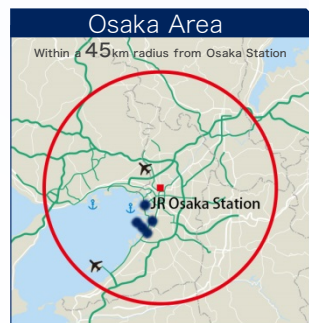 Osaka Area
Within a 45km radius from Osaka Station
JR Osaka Station